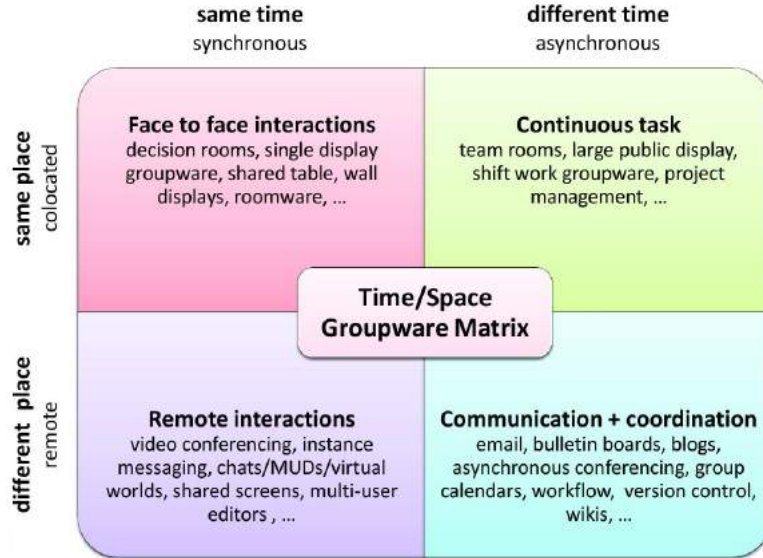 same time
synchronous
different time
asynchronous
same place
colocated
Face to face interactions
decision rooms, single display
groupware, shared table, wall
displays, roomware, ...
Continuous task
team rooms, large public display,
shift work groupware, project
management, ...
Time/Space
Groupware Matrix
different place
remote
Remote interactions
video conferencing, instance
messaging, chats/MUDs/virtual
worlds, shared screens, multi-user
editors , ...
Communication + coordination
email, bulletin boards, blogs,
asynchronous conferencing, group
calendars, workflow, version control,
wikis, ...